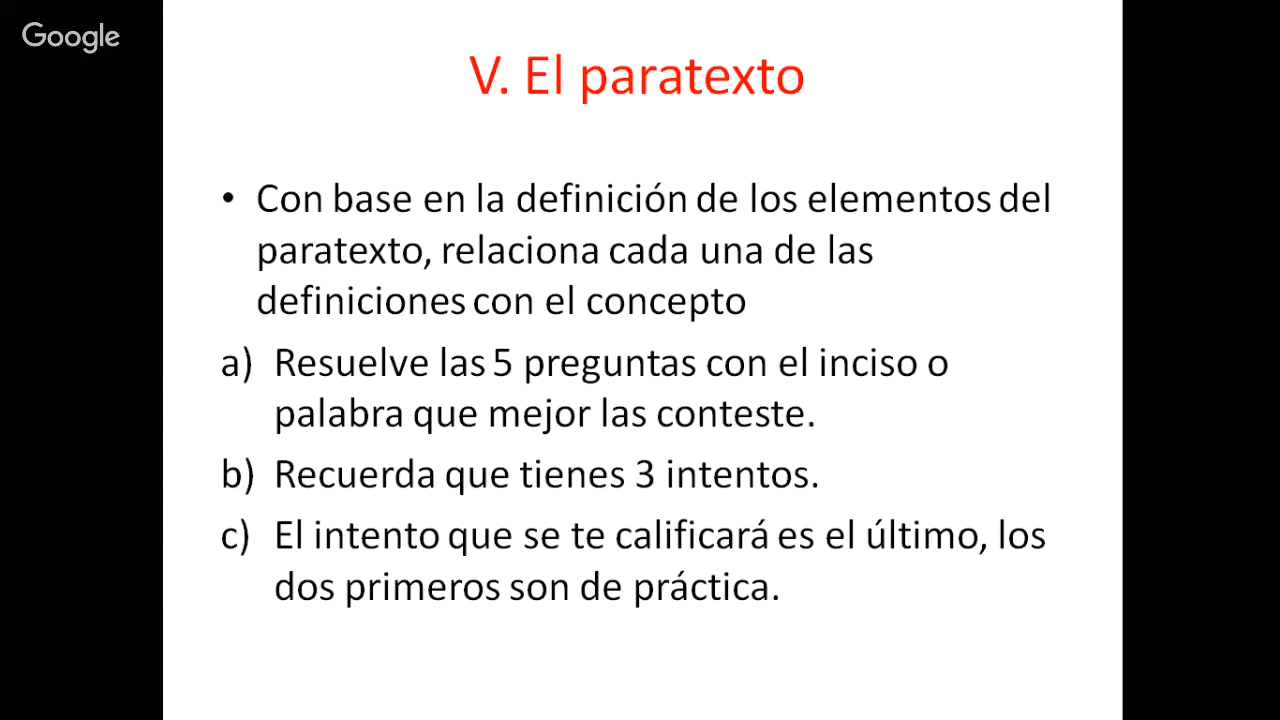 Google
V. El paratexto
• Con base en la definición de los elementos del
paratexto, relaciona cada una de las
definiciones con el concepto
a) Resuelve las 5 preguntas con el inciso o
palabra que mejor las conteste.
b) Recuerda que tienes 3 intentos.
c) El intento que se te calificará es el último, los
dos primeros son de práctica.